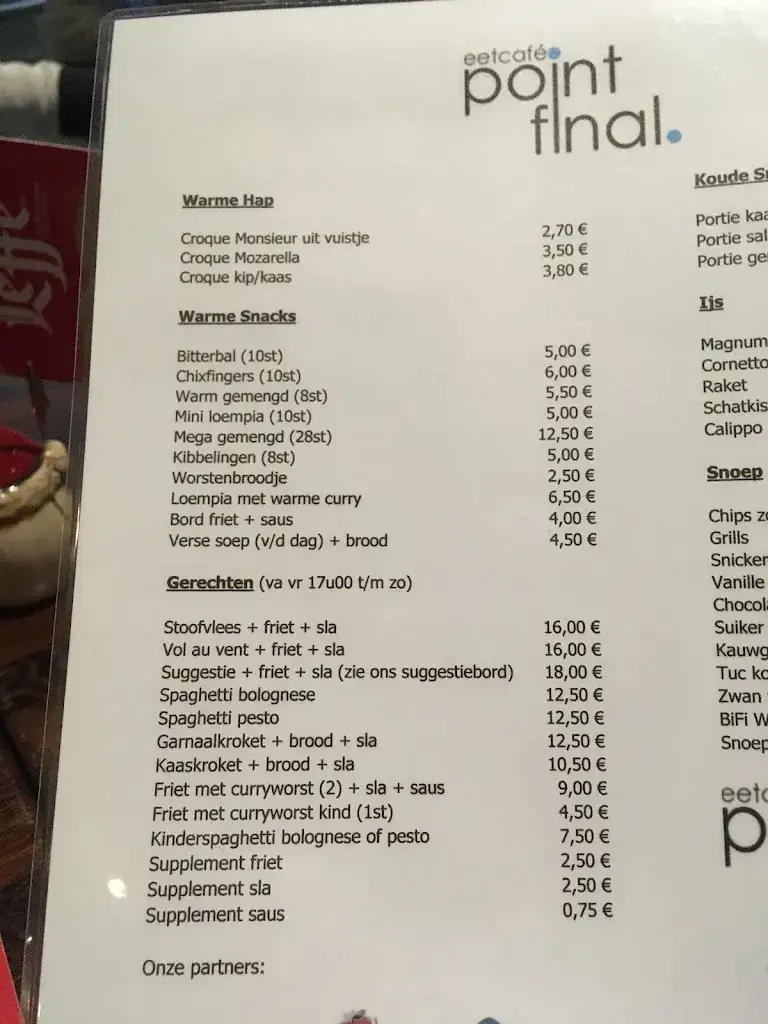 Leffe
eetcafé
point
final.
Warme Hap
Croque Monsieur uit vuistje 2,70 €
Croque Mozarella 3,50 €
Croque kip/kaas 3,80 €
Warme Snacks
Bitterbal (10st) 5,00 €
Chixfingers (10st) 6,00 €
Warm gemengd (8st) 5,50 €
Mini loempia (10st) 5,00 €
Mega gemengd (28st) 12,50 €
Kibbelingen (8st) 5,00 €
Worstenbroodje 2,50 €
Loempia met warme curry 6,50 €
Bord friet + saus 4,00 €
Verse soep (v/d dag) + brood 4,50 €
Gerechten (va vr 17u00 t/m zo)
Stoofvlees + friet + sla 16,00 €
Vol au vent + friet + sla 16,00 €
Suggestie + friet + sla (zie ons suggestiebord) 18,00 €
Spaghetti bolognese 12,50 €
Spaghetti pesto 12,50 €
Garnaalkroket + brood + sla 12,50 €
Kaaskroket + brood + sla 10,50 €
Friet met curryworst (2) + sla + saus 9,00 €
Friet met curryworst kind (1st) 4,50 €
Kinderspaghetti bolognese of pesto 7,50 €
Supplement friet 2,50 €
Supplement sla 2,50 €
Supplement saus 0,75 €
Onze partners:
Koude
Portie
Portie
Portie
Ijs
Magnum
Cornetto
Raket
Calippo
Snoep
Chips
Grills
Vanille
Suiker
Tuc
Zwan
BiFi
Snoep